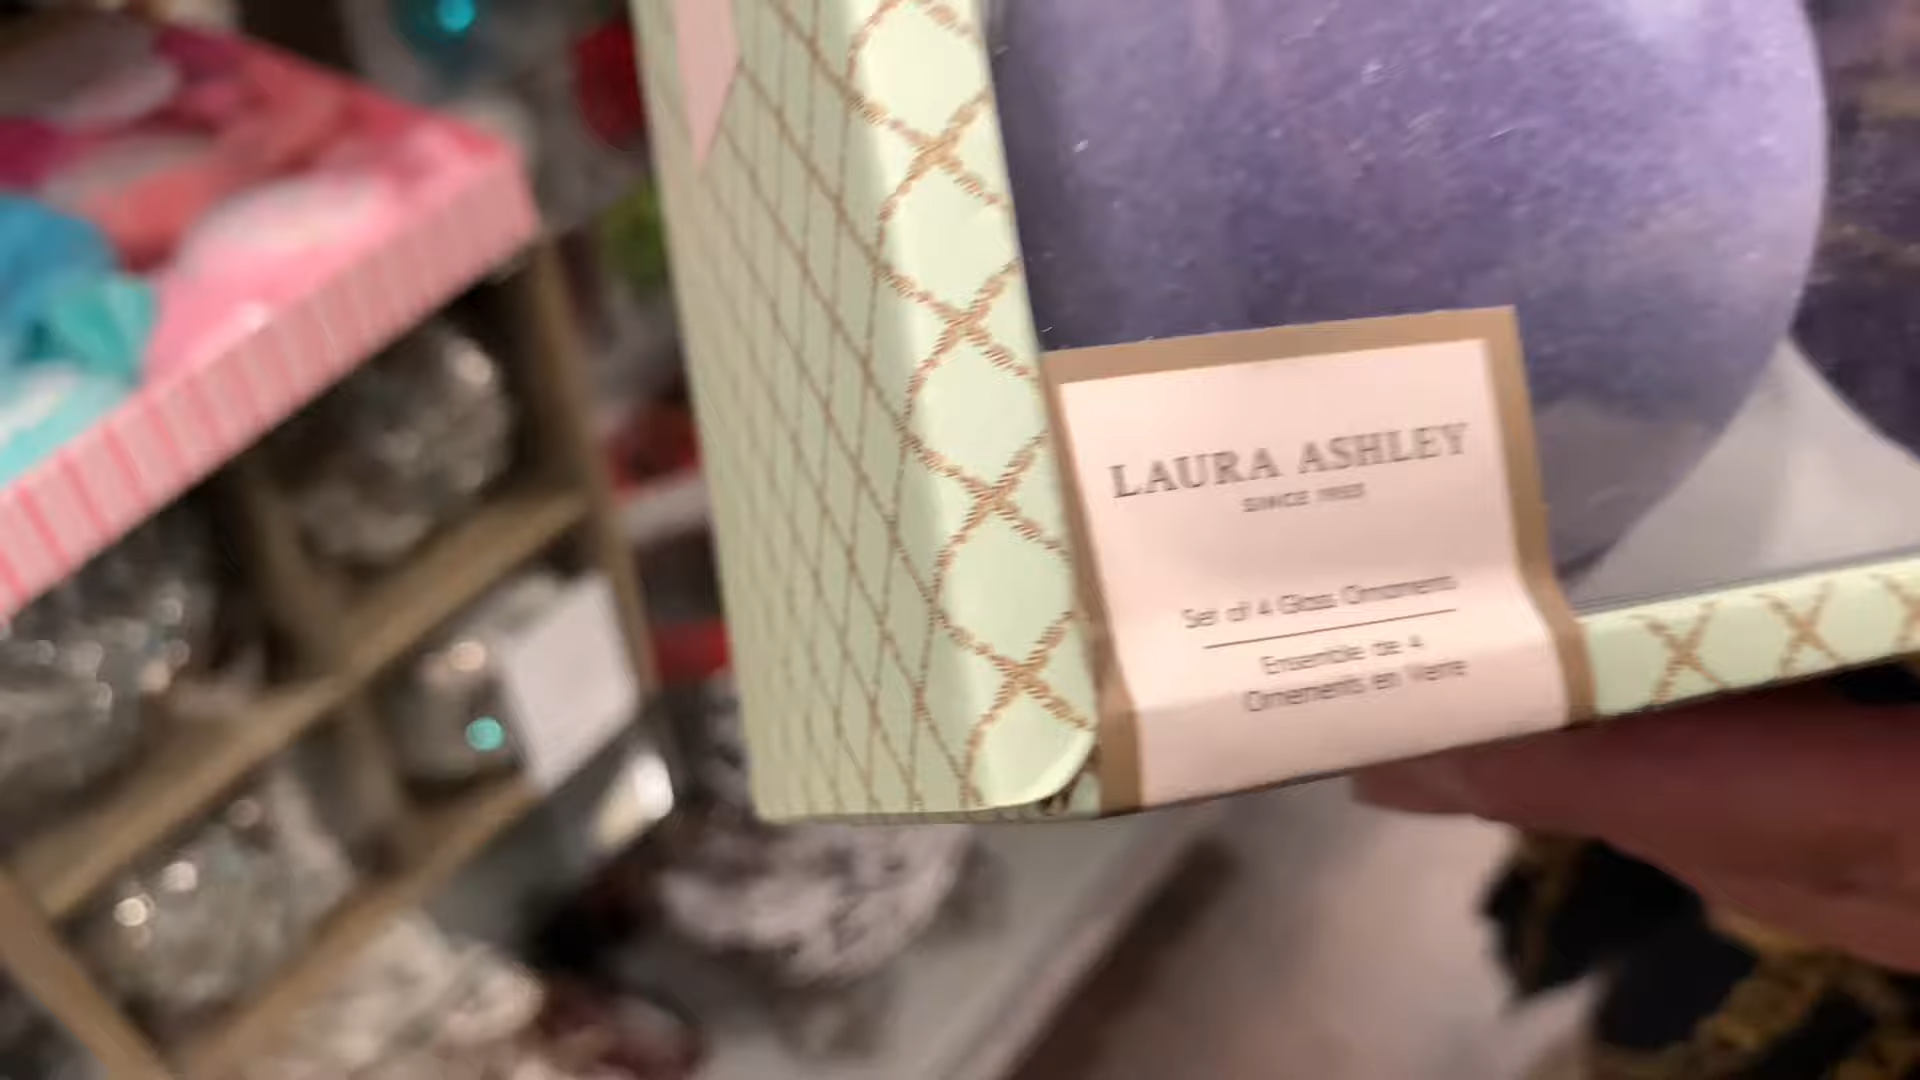 LAURA ASHLEY
SINCE 1953
Set of 4 Glass Ornaments
Ensemble de 4
Ornements en Verre